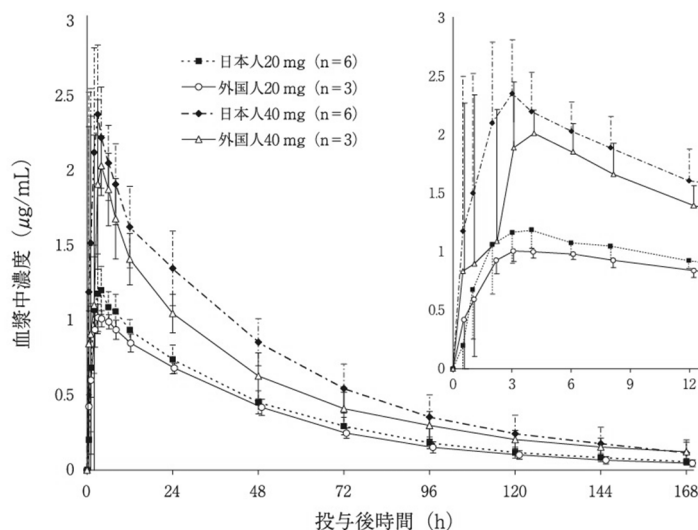 血漿中濃度（μg/mL）
3
2.5
2
1.5
1
0.5
0
日本人20 mg（n＝6）
外国人20 mg（n＝3）
日本人40 mg（n＝6）
外国人40 mg（n＝3）
0 24 48 72 96 120 144 168
投与後時間（h）
3
2.5
2
1.5
1
0.5
0
0 3 6 9 12